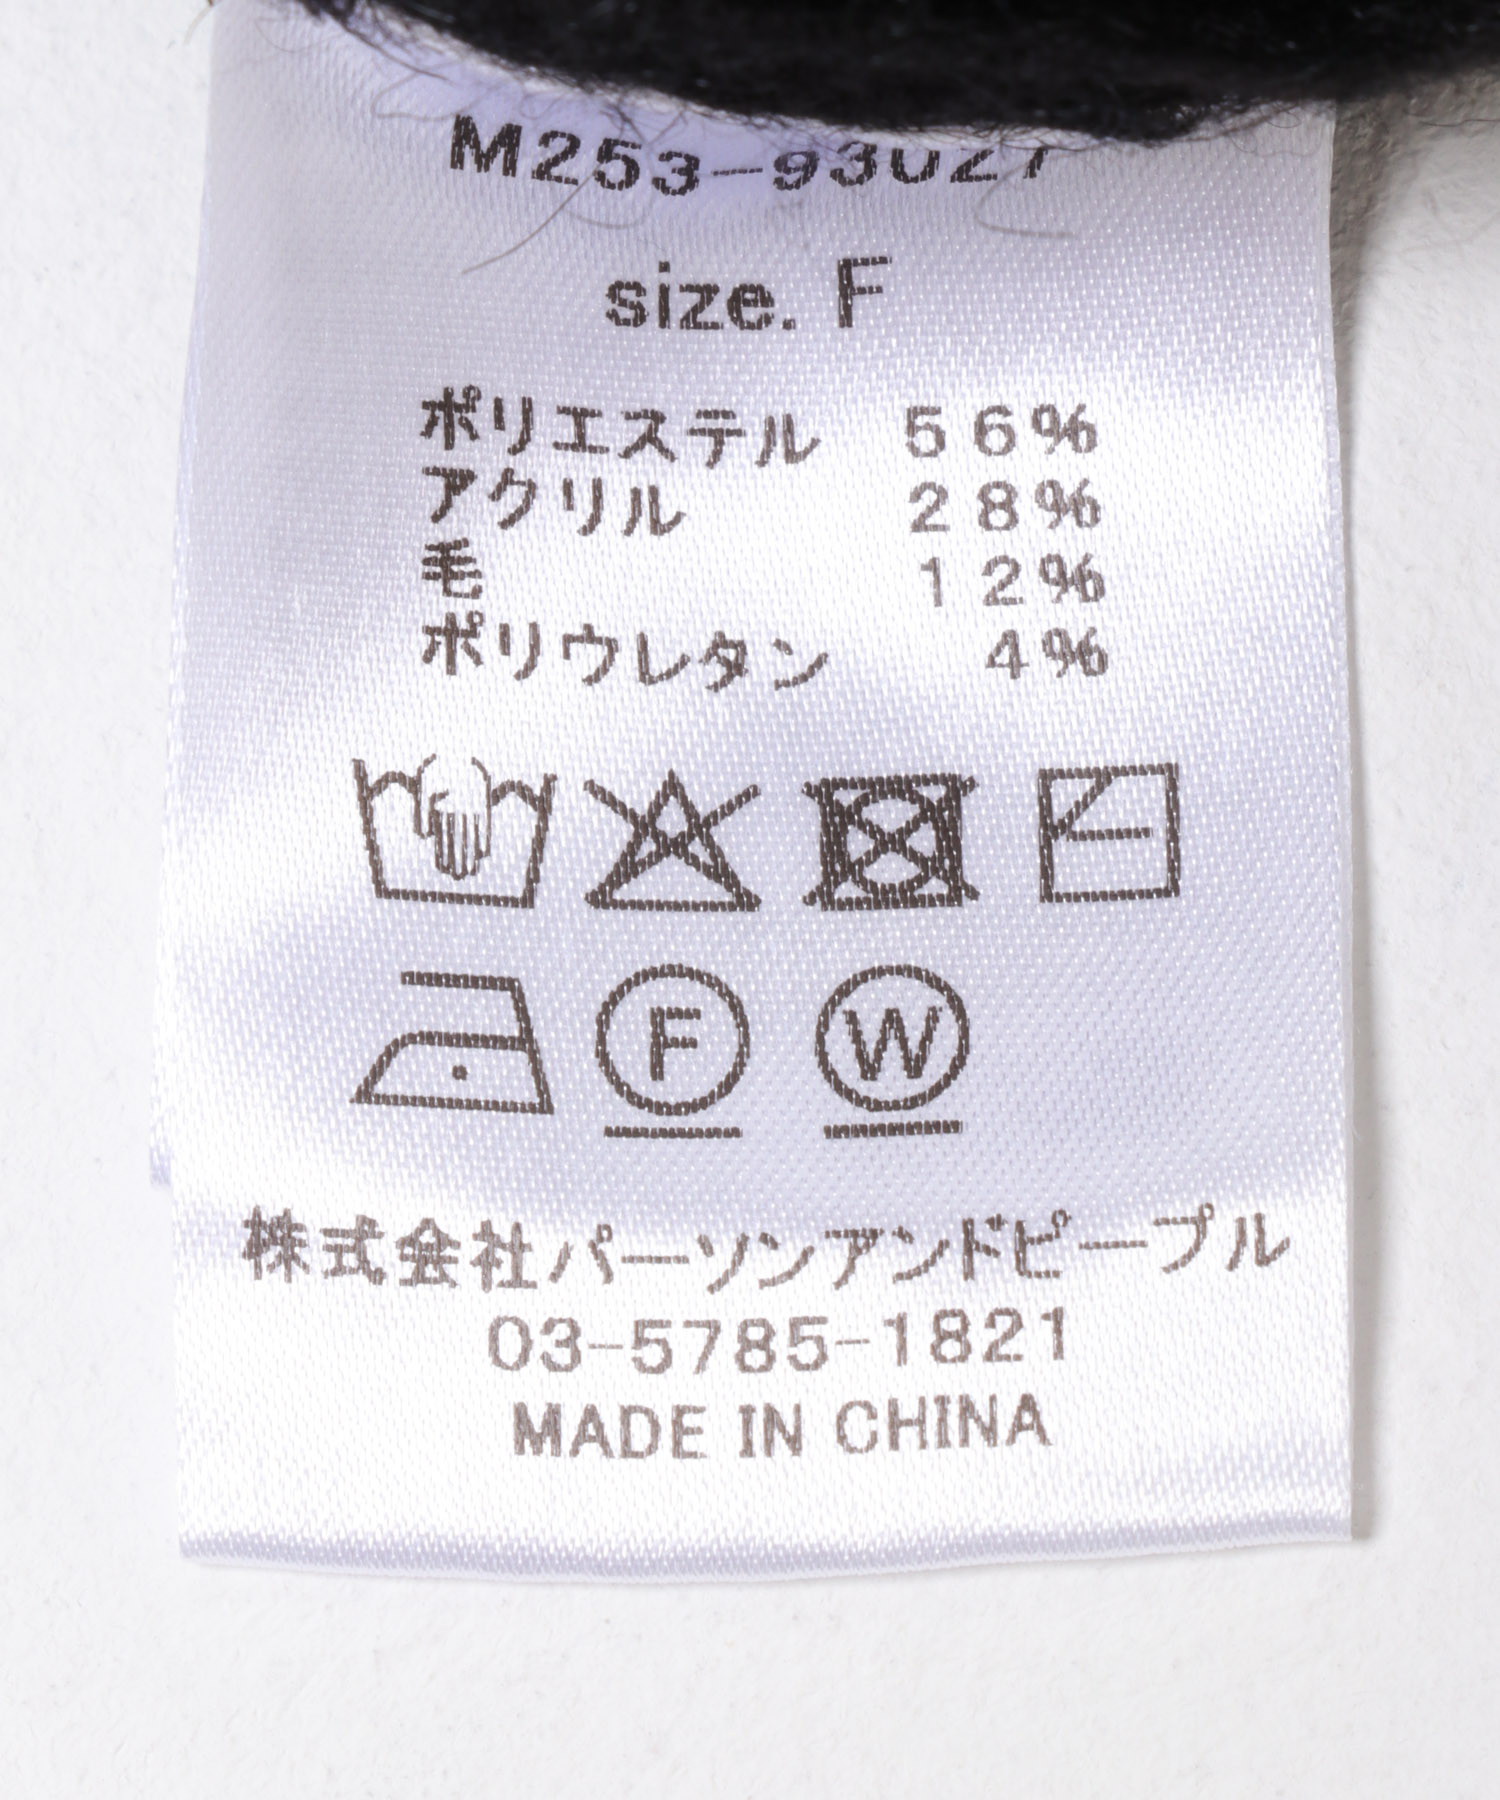 M253-93027
size. F
ポリエステル 56%
アクリル 28%
毛 12%
ポリウレタン 4%
F W
株式会社パーソンアンドピープル
03-5785-1821
MADE IN CHINA